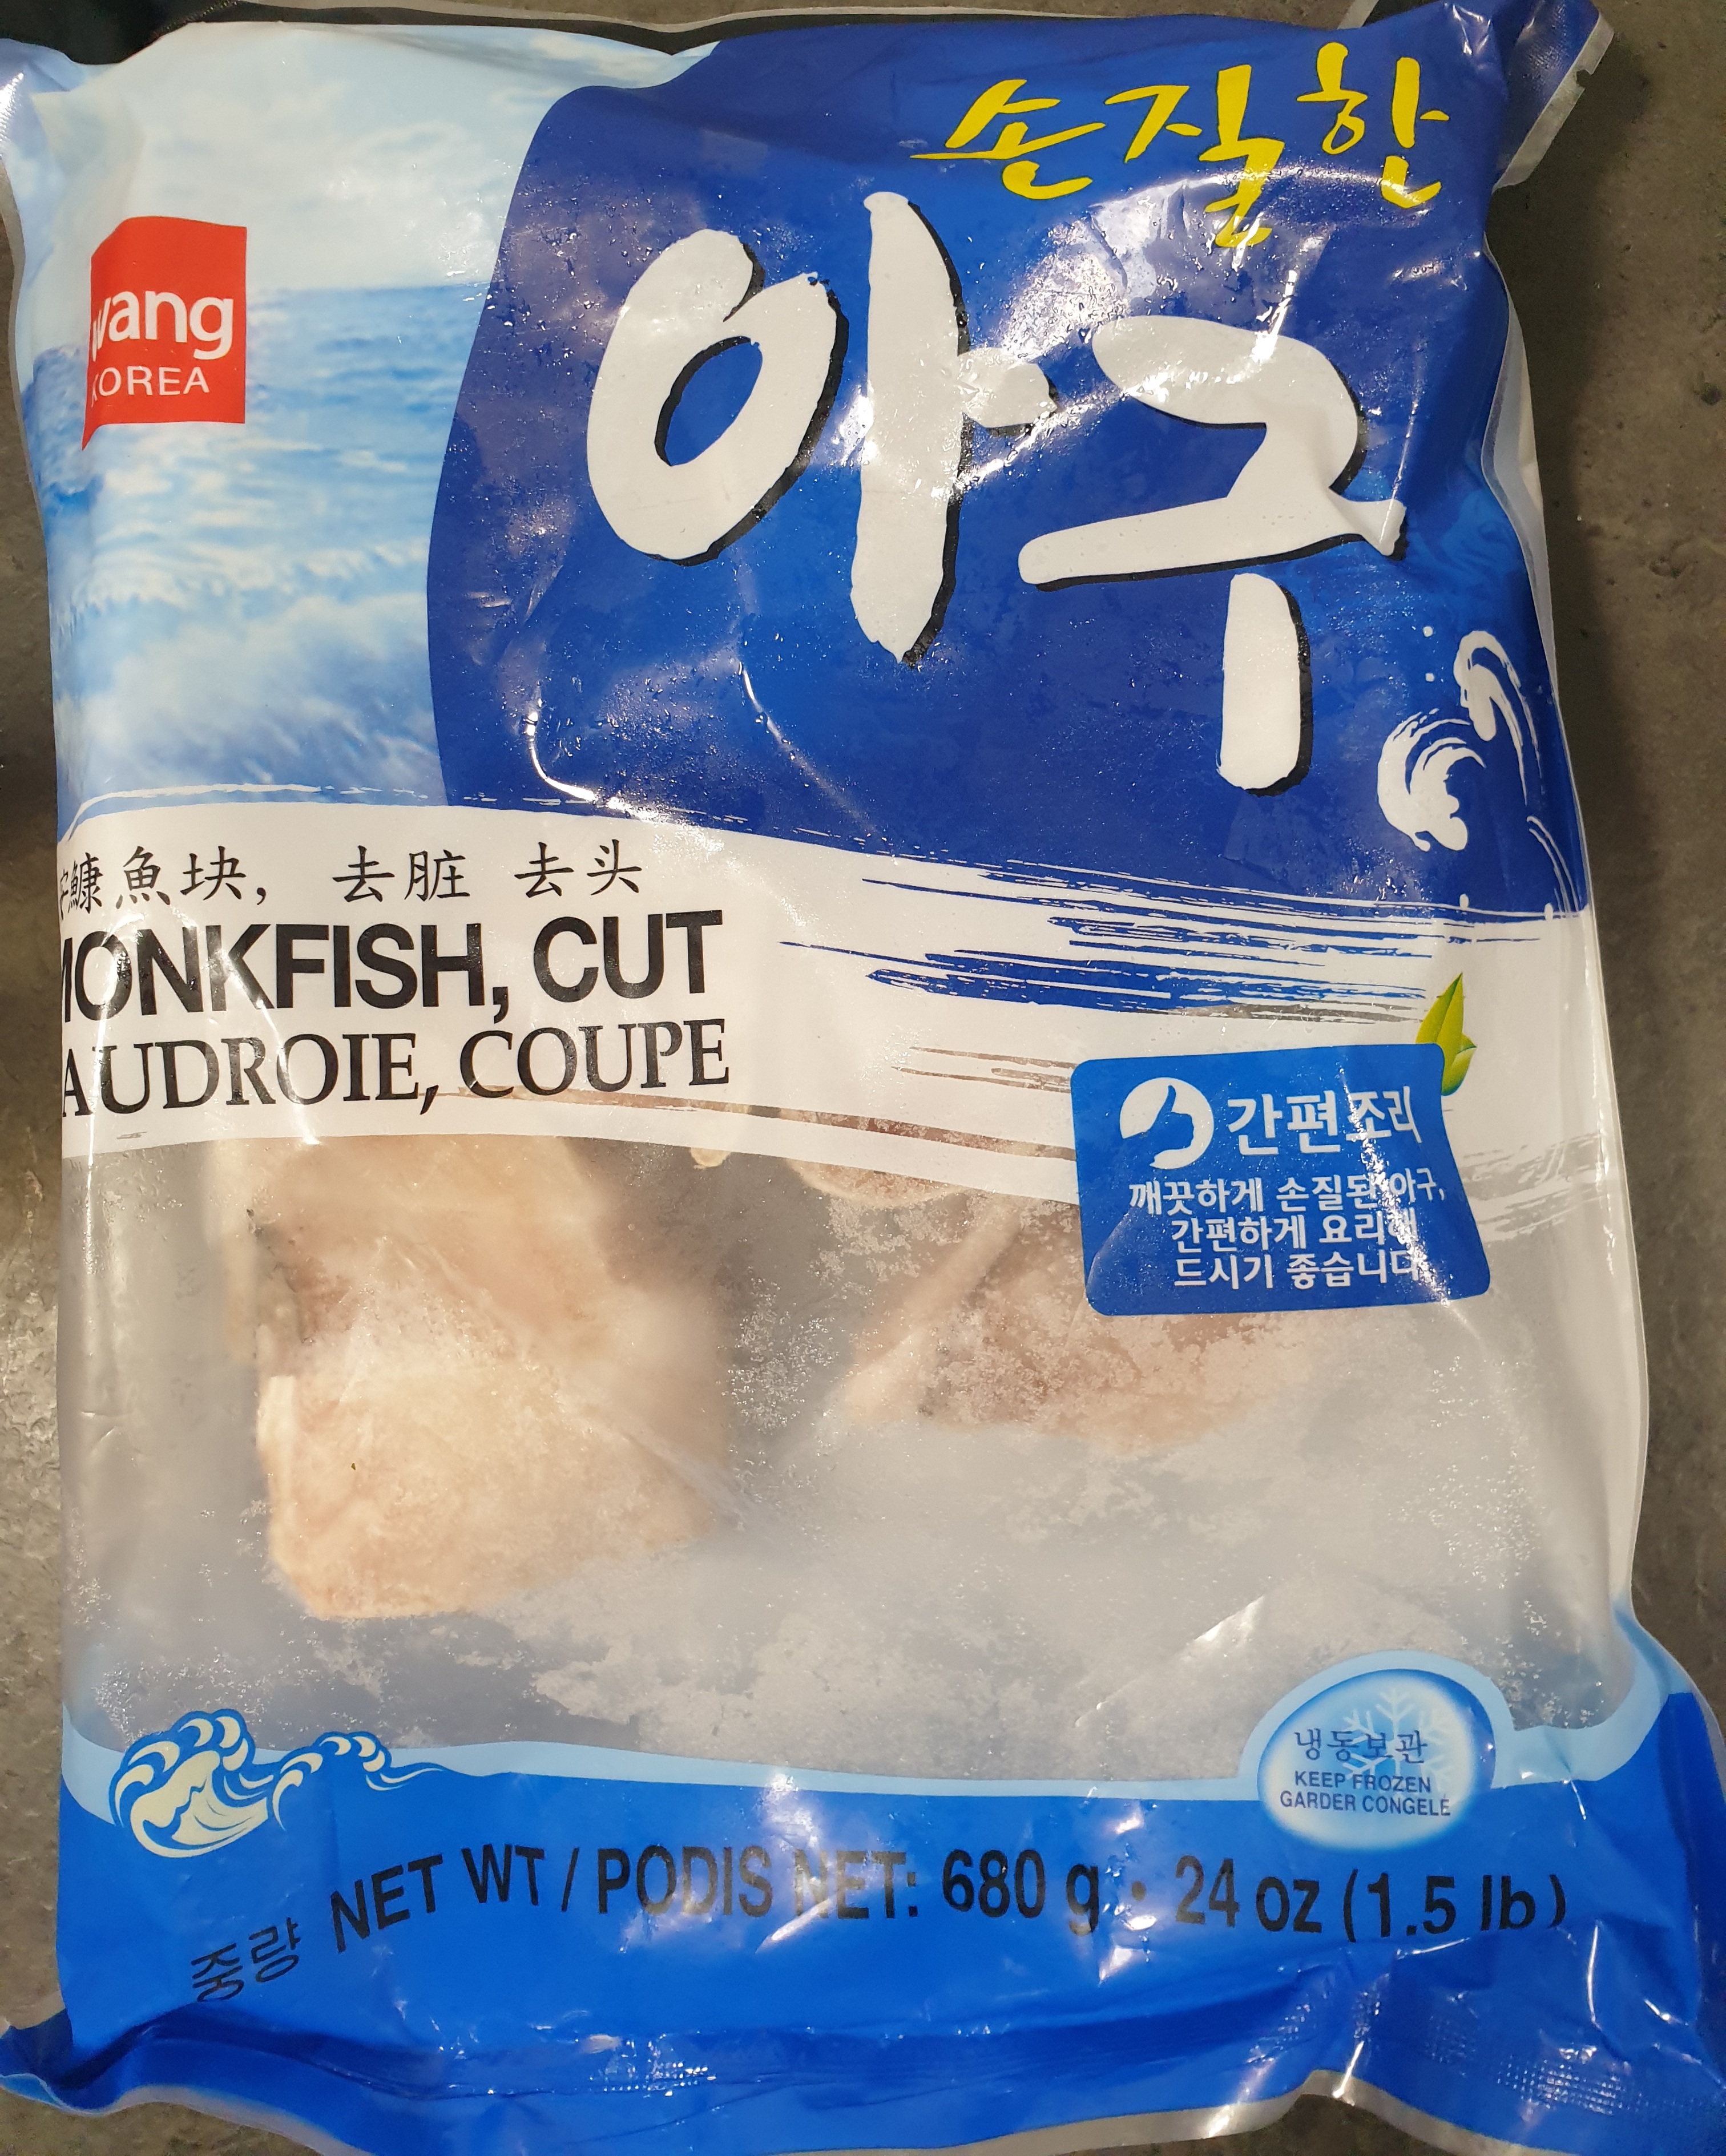 손질한
아구
wang
KOREA
鱇魚块, 去脏 去头
MONKFISH, CUT
AUDROIE, COUPE
간편조리
깨끗하게 손질된 아구,
간편하게 요리해
드시기 좋습니다
냉동보관
KEEP FROZEN
GARDER CONGELÉ
중량 NET WT / PODIS NET: 680 g · 24 oz (1.5 lb)